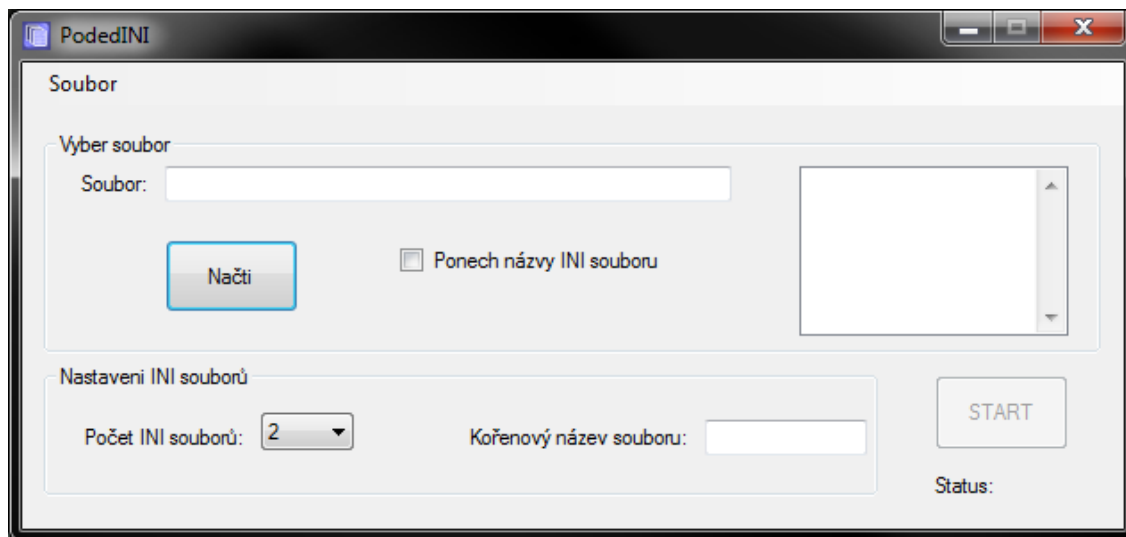 PodedINI
Soubor
Vyber soubor
Soubor:
Načti
Ponech názvy INI souboru
Nastaveni INI souborů
Počet INI souborů: 2
Kořenový název souboru:
START
Status: